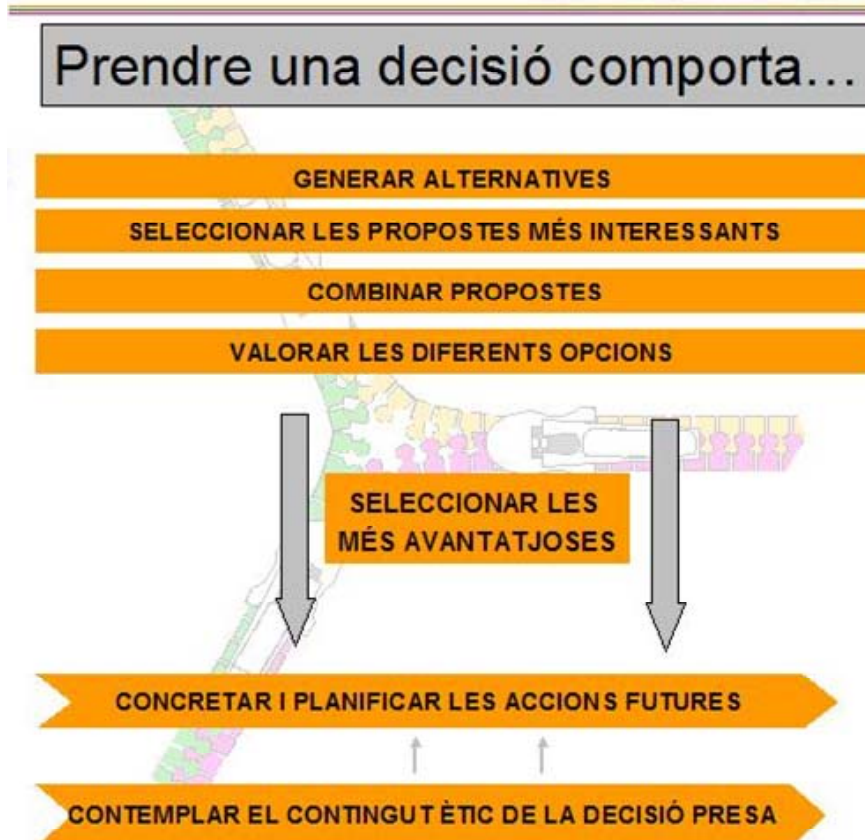 Prendre una decisió comporta…
GENERAR ALTERNATIVES
SELECCIONAR LES PROPOSTES MÉS INTERESSANTS
COMBINAR PROPOSTES
VALORAR LES DIFERENTS OPCIONS
SELECCIONAR LES
MÉS AVANTATJOSES
CONCRETAR I PLANIFICAR LES ACCIONS FUTURES
CONTEMPLAR EL CONTINGUT ÈTIC DE LA DECISIÓ PRESA